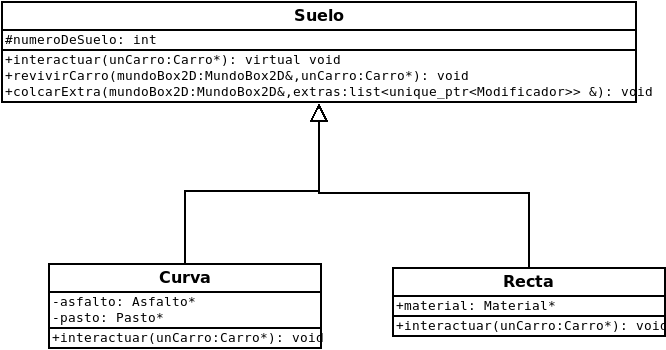 Suelo
#numeroDeSuelo: int
+interactuar(unCarro:Carro*): virtual void
+revivirCarro(mundoBox2D:MundoBox2D&,unCarro:Carro*): void
+colcarExtra(mundoBox2D:MundoBox2D&,extras:list<unique_ptr<Modificador>> &): void
Curva
-asfalto: Asfalto*
-pasto: Pasto*
+interactuar(unCarro:Carro*): void
Recta
+material: Material*
+interactuar(unCarro:Carro*): void